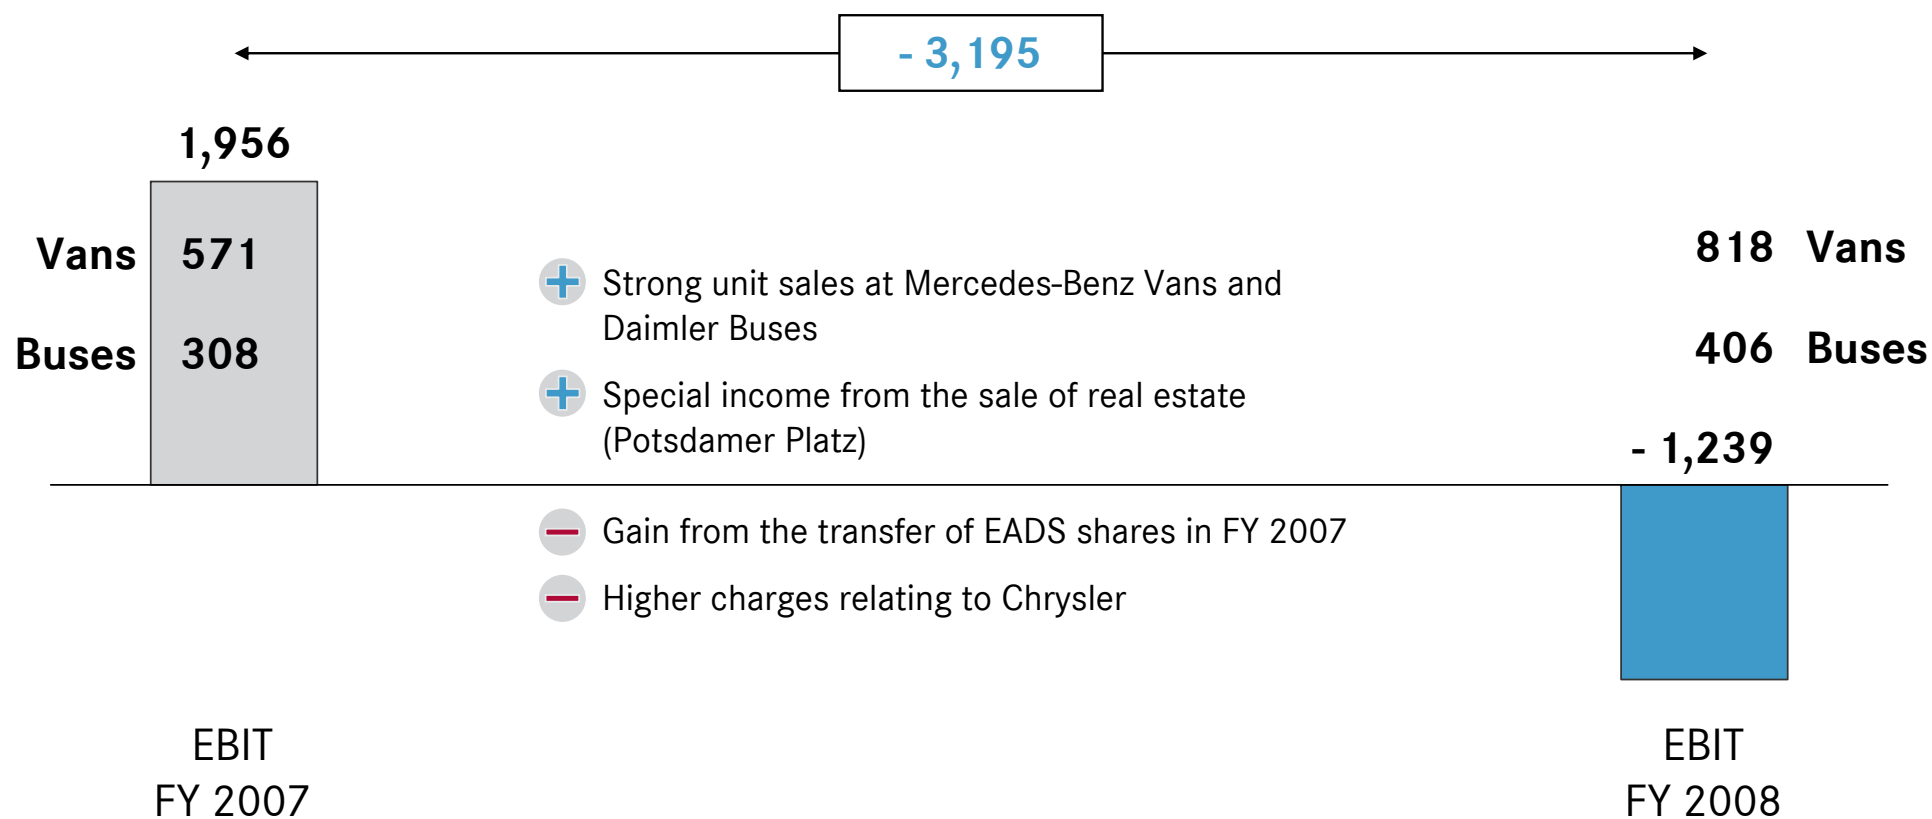 - 3,195
1,956
Vans 571
Buses 308
Strong unit sales at Mercedes-Benz Vans and
Daimler Buses
Special income from the sale of real estate
(Potsdamer Platz)
Gain from the transfer of EADS shares in FY 2007
Higher charges relating to Chrysler
818 Vans
406 Buses
- 1,239
EBIT
FY 2007
EBIT
FY 2008